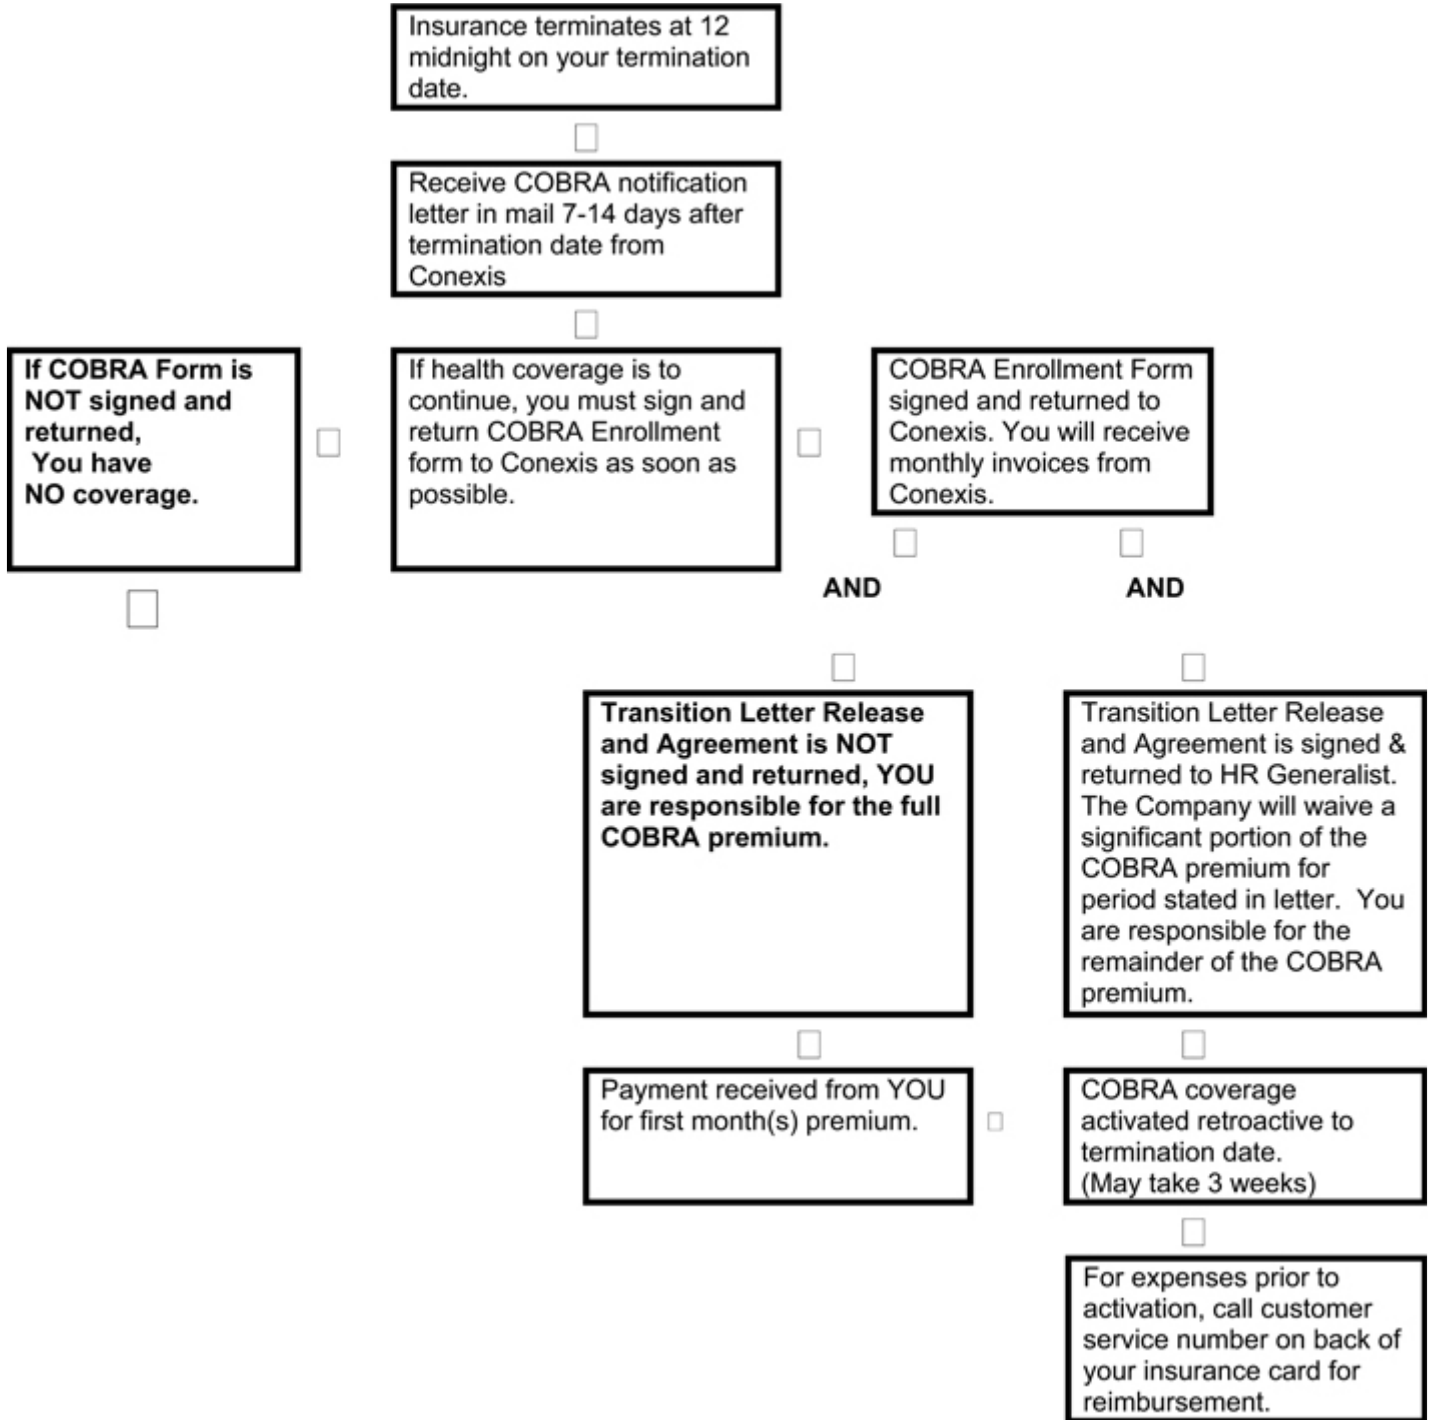 Insurance terminates at 12
midnight on your termination
date.
Receive COBRA notification
letter in mail 7-14 days after
termination date from
Conexis
If COBRA Form is
NOT signed and
returned,
You have
NO coverage.
If health coverage is to
continue, you must sign and
return COBRA Enrollment
form to Conexis as soon as
possible.
COBRA Enrollment Form
signed and returned to
Conexis. You will receive
monthly invoices from
Conexis.
AND
AND
Transition Letter Release
and Agreement is NOT
signed and returned, YOU
are responsible for the full
COBRA premium.
Transition Letter Release
and Agreement is signed &
returned to HR Generalist.
The Company will waive a
significant portion of the
COBRA premium for
period stated in letter.  You
are responsible for the
remainder of the COBRA
premium.
Payment received from YOU
for first month(s) premium.
COBRA coverage
activated retroactive to
termination date.
(May take 3 weeks)
For expenses prior to
activation, call customer
service number on back of
your insurance card for
reimbursement.